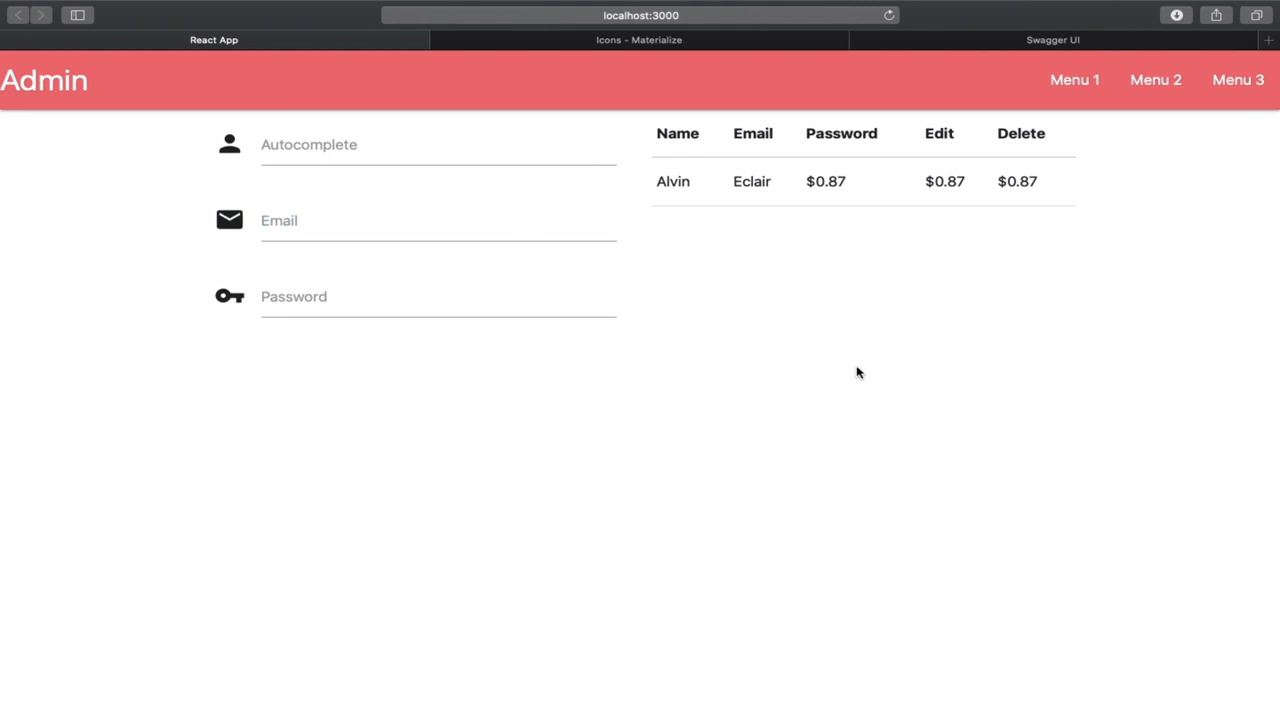 localhost:3000
React App
Icons - Materialize
Swagger UI
Admin
Menu 1 Menu 2 Menu 3
Autocomplete
Email
Password
Name Email Password Edit Delete
Alvin Eclair $0.87 $0.87 $0.87